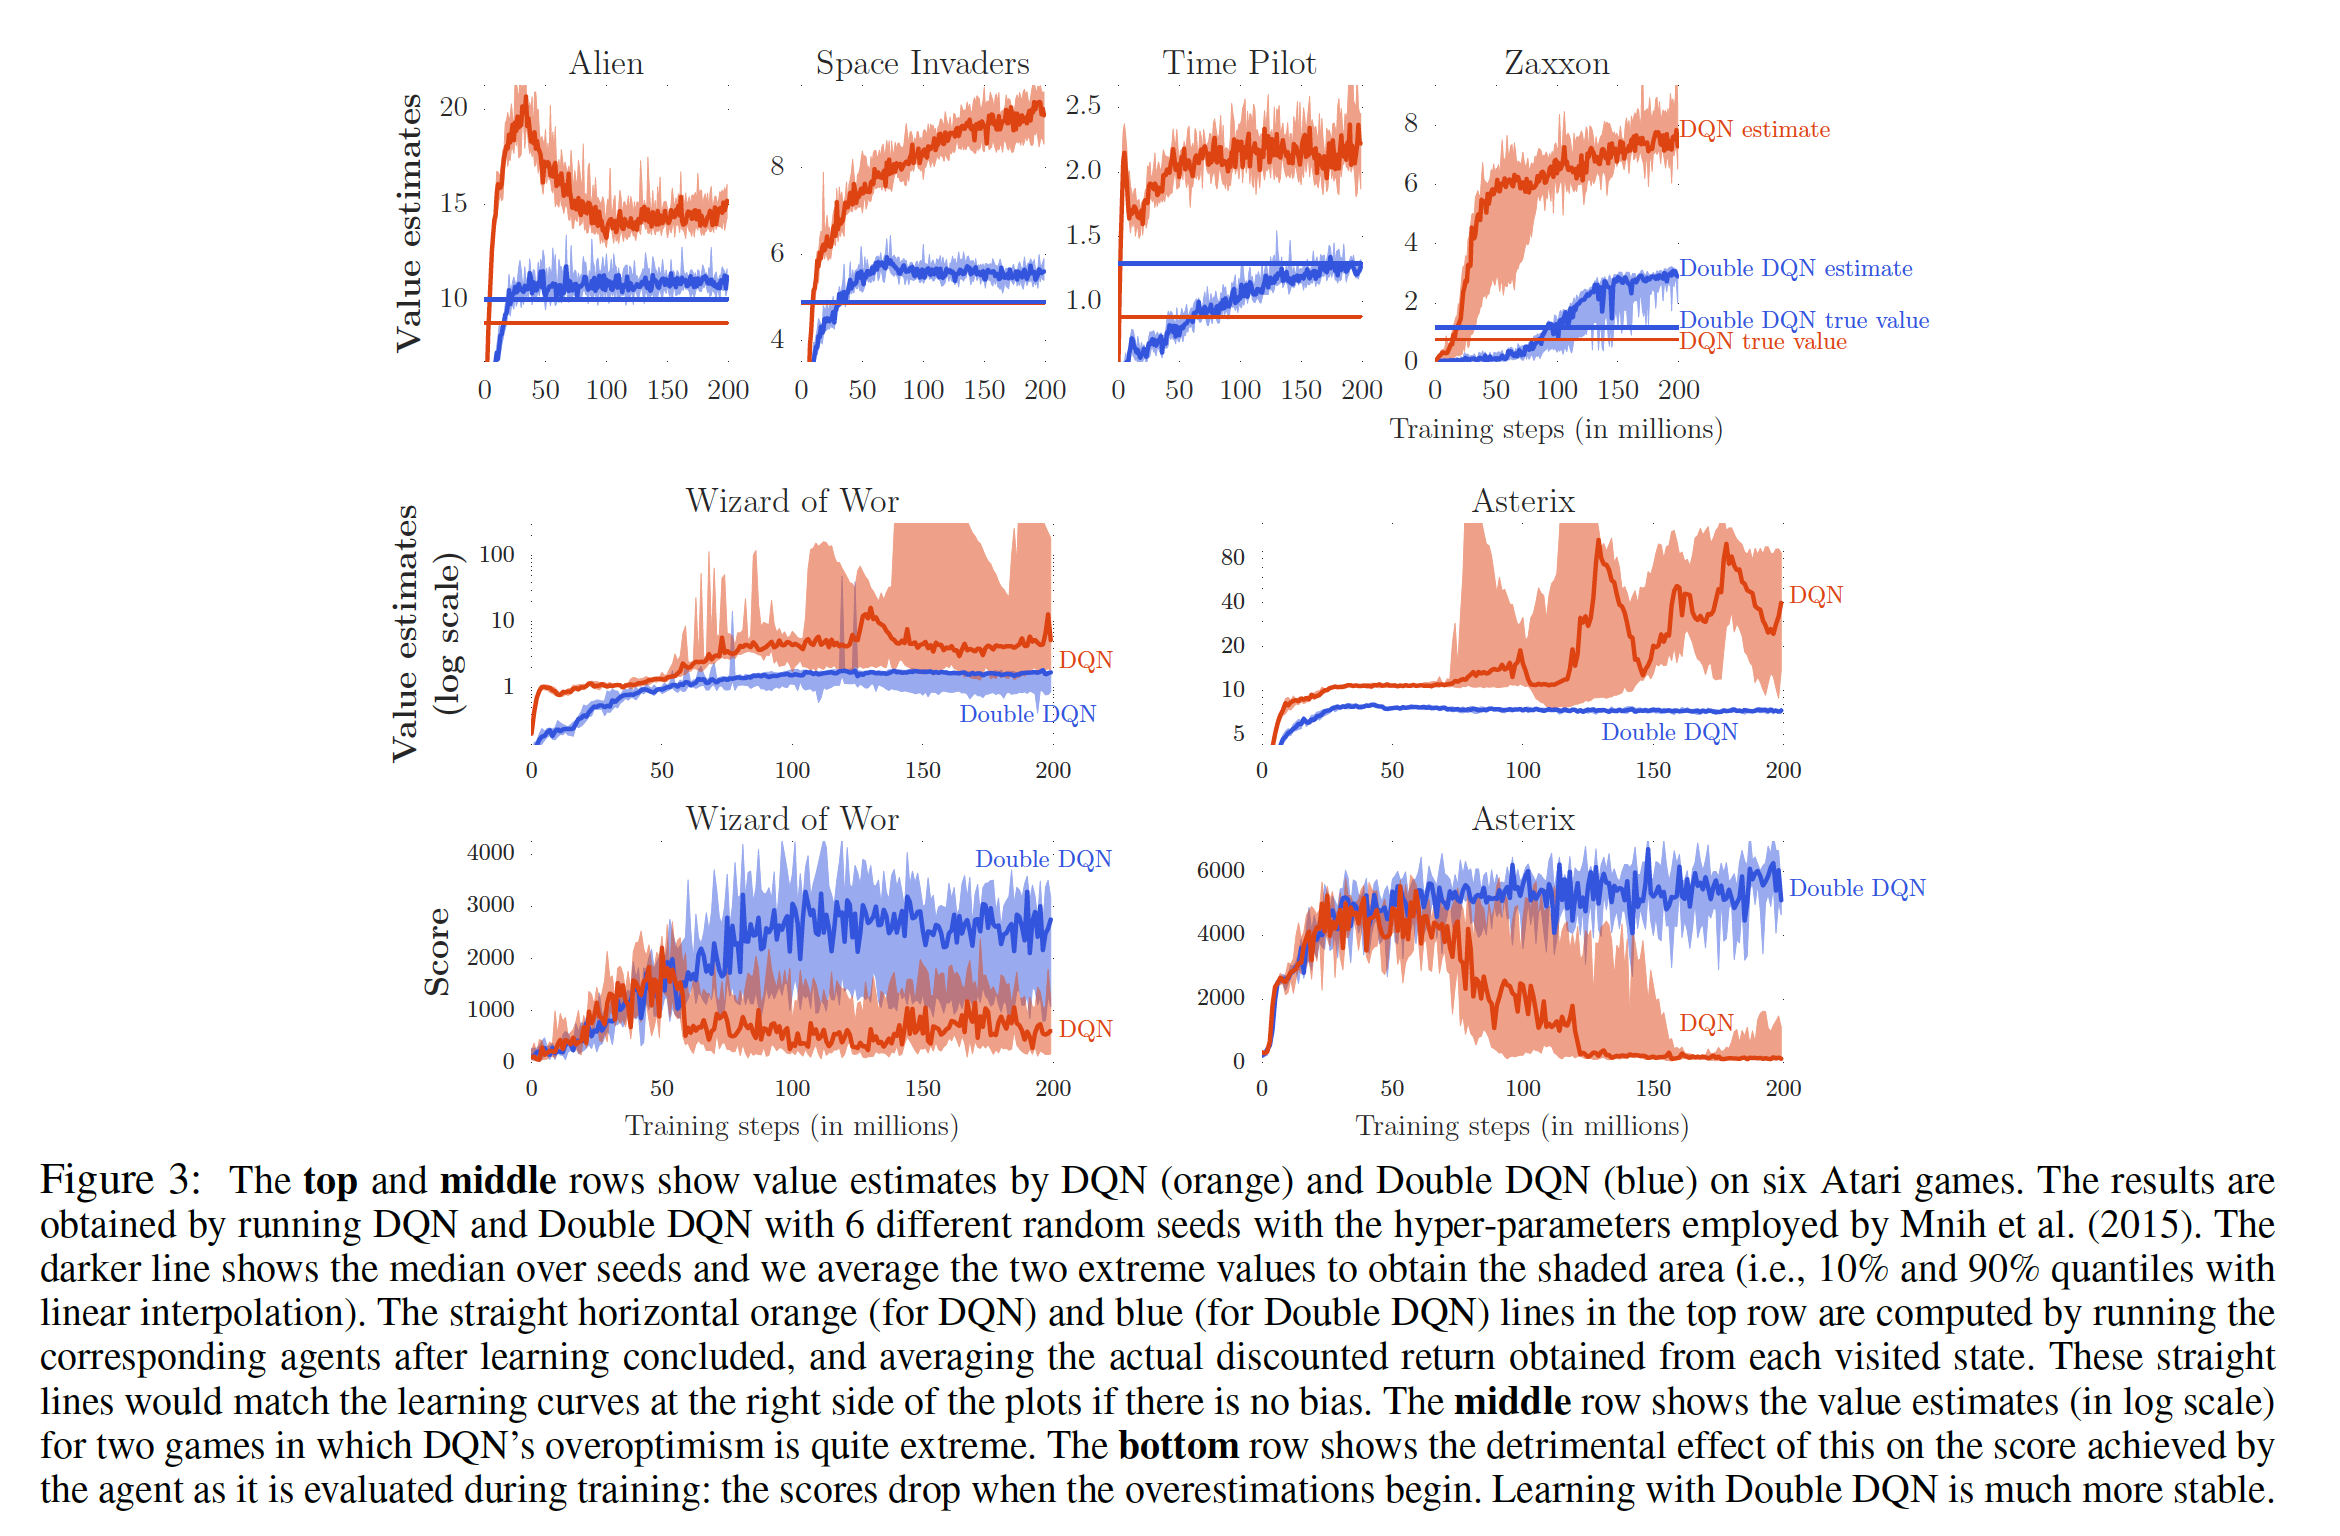 Alien Space Invaders Time Pilot Zaxxon
Value estimates
20
15
10
0 50 100 150 200
8
6
4
0 50 100 150 200
2.5
2.0
1.5
1.0
0 50 100 150 200
8
6
4
2
0
0 50 100 150 200
DQN estimate
Double DQN estimate
Double DQN true value
DQN true value
Training steps (in millions)
Wizard of Wor
Value estimates
(log scale)
100
10
1
DQN
Double DQN
0 50 100 150 200
Asterix
80
40
20
10
5
DQN
Double DQN
0 50 100 150 200
Wizard of Wor
Score
4000
3000
2000
1000
0
Double DQN
DQN
0 50 100 150 200
Training steps (in millions)
Asterix
6000
4000
2000
0
Double DQN
DQN
0 50 100 150 200
Training steps (in millions)
Figure 3: The top and middle rows show value estimates by DQN (orange) and Double DQN (blue) on six Atari games. The results are
obtained by running DQN and Double DQN with 6 different random seeds with the hyper-parameters employed by Mnih et al. (2015). The
darker line shows the median over seeds and we average the two extreme values to obtain the shaded area (i.e., 10% and 90% quantiles with
linear interpolation). The straight horizontal orange (for DQN) and blue (for Double DQN) lines in the top row are computed by running the
corresponding agents after learning concluded, and averaging the actual discounted return obtained from each visited state. These straight
lines would match the learning curves at the right side of the plots if there is no bias. The middle row shows the value estimates (in log scale)
for two games in which DQN's overoptimism is quite extreme. The bottom row shows the detrimental effect of this on the score achieved by
the agent as it is evaluated during training: the scores drop when the overestimations begin. Learning with Double DQN is much more stable.